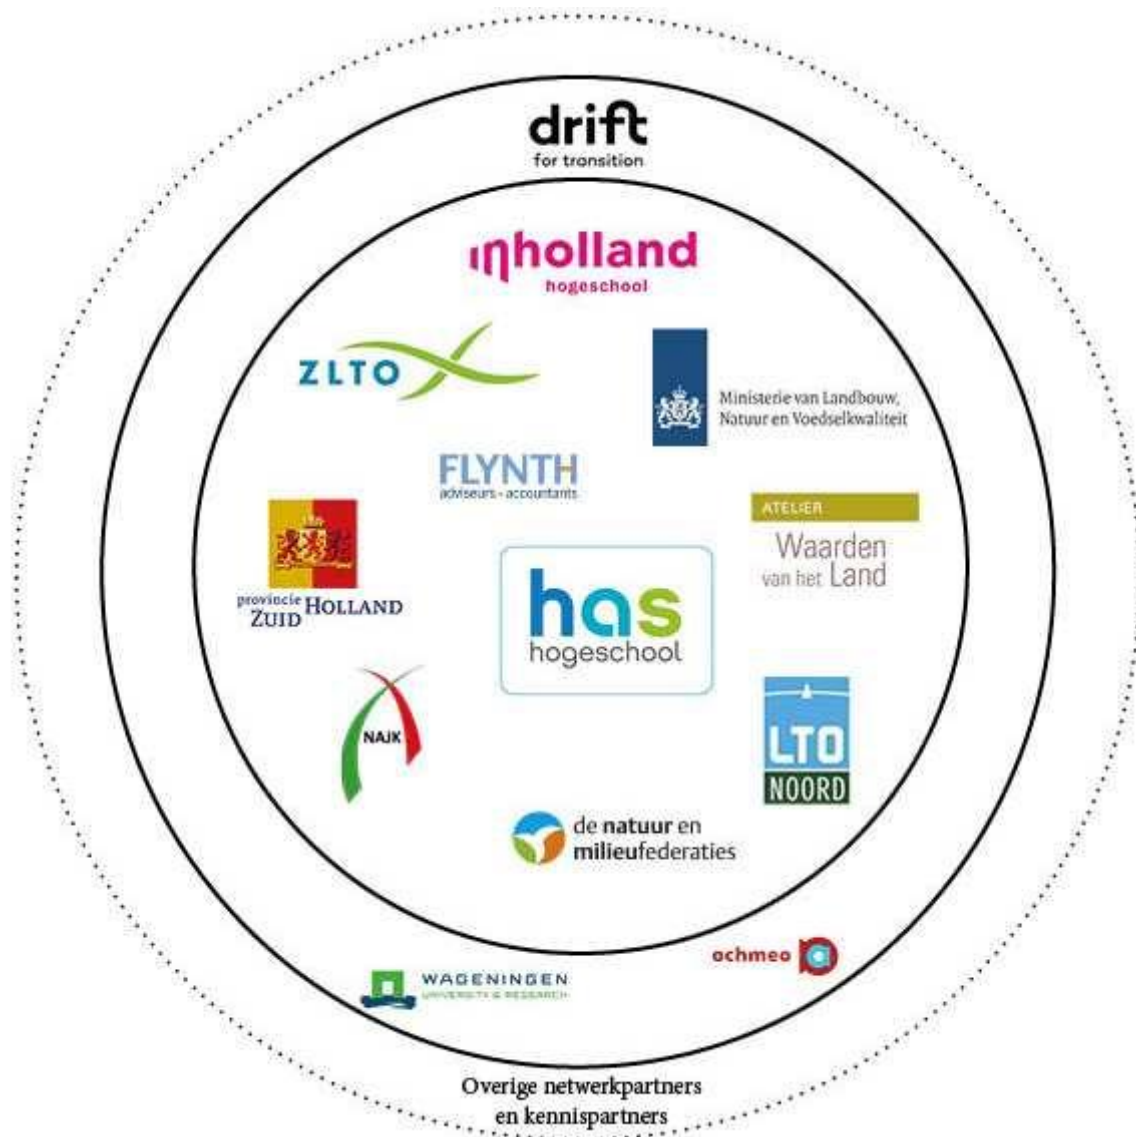 drift
for transition
inholland
hogeschool
ZLTO
Ministerie van Landbouw,
Natuur en Voedselkwaliteit
FLYNTH
adviseurs - accountants
ATELIER
Waarden
van het Land
provincie
ZUID HOLLAND
has
hogeschool
NAJK
LTO
NOORD
de natuur en
milieufederaties
achmea
WAGENINGEN
UNIVERSITY & RESEARCH
Overige netwerkpartners
en kennispartners